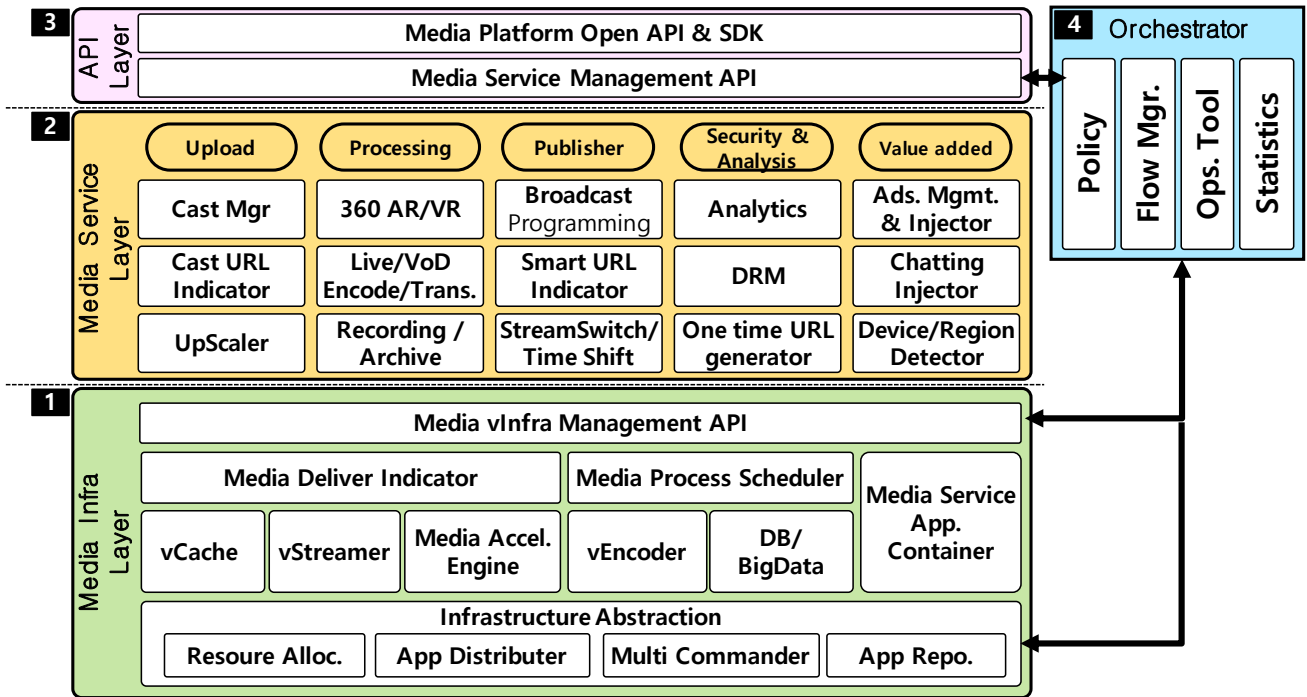 3
API
Layer
Media Platform Open API & SDK
Media Service Management API
4
Orchestrator
Policy
Flow Mgr.
Ops. Tool
Statistics
2
Media Service
Layer
Upload
Processing
Publisher
Security &
Analysis
Value added
Cast Mgr
360 AR/VR
Broadcast
Programming
Analytics
Ads. Mgmt.
& Injector
Cast URL
Indicator
Live/VoD
Encode/Trans.
Smart URL
Indicator
DRM
Chatting
Injector
UpScaler
Recording /
Archive
StreamSwitch/
Time Shift
One time URL
generator
Device/Region
Detector
1
Media Infra
Layer
Media vInfra Management API
Media Deliver Indicator
Media Process Scheduler
Media Service
App.
Container
vCache
vStreamer
Media Accel.
Engine
vEncoder
DB/
BigData
Infrastructure Abstraction
Resoure Alloc.
App Distributer
Multi Commander
App Repo.